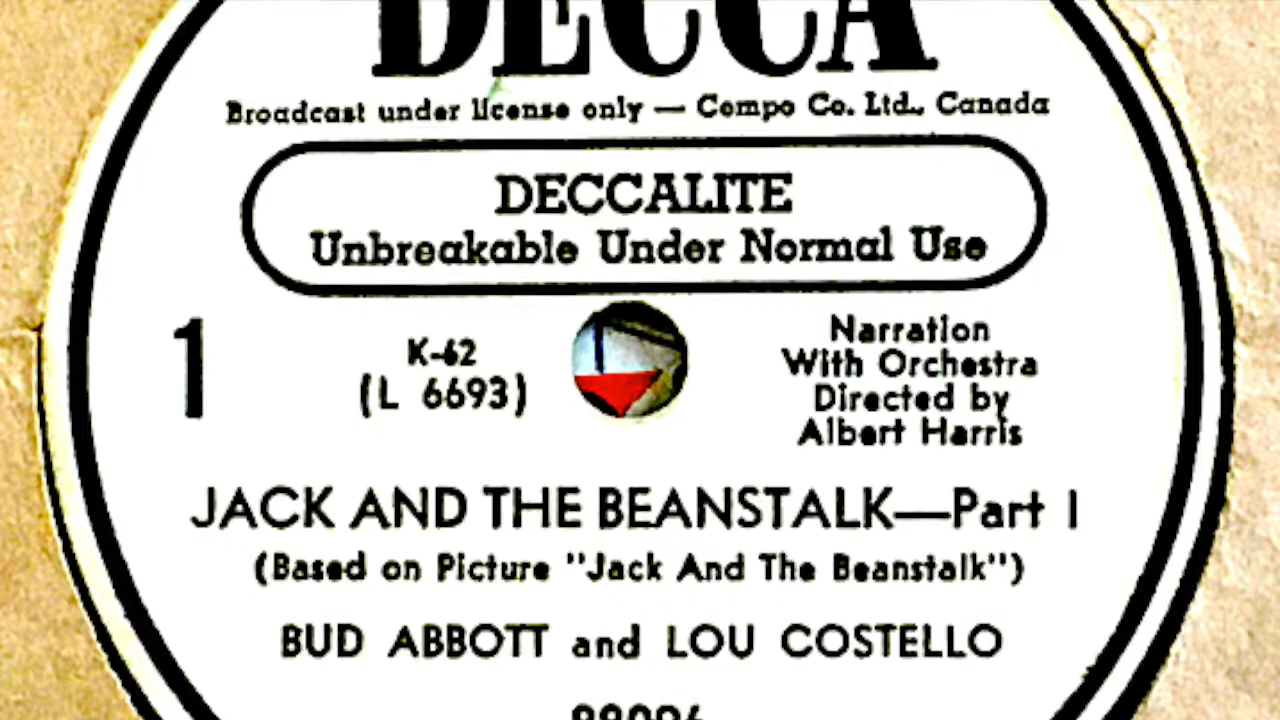 DECCA
Broadcast under license only — Compo Co. Ltd., Canada
DECCALITE
Unbreakable Under Normal Use
1
K-62
(L 6693)
Narration
With Orchestra
Directed by
Albert Harris
JACK AND THE BEANSTALK—Part 1
(Based on Picture "Jack And The Beanstalk")
BUD ABBOTT and LOU COSTELLO